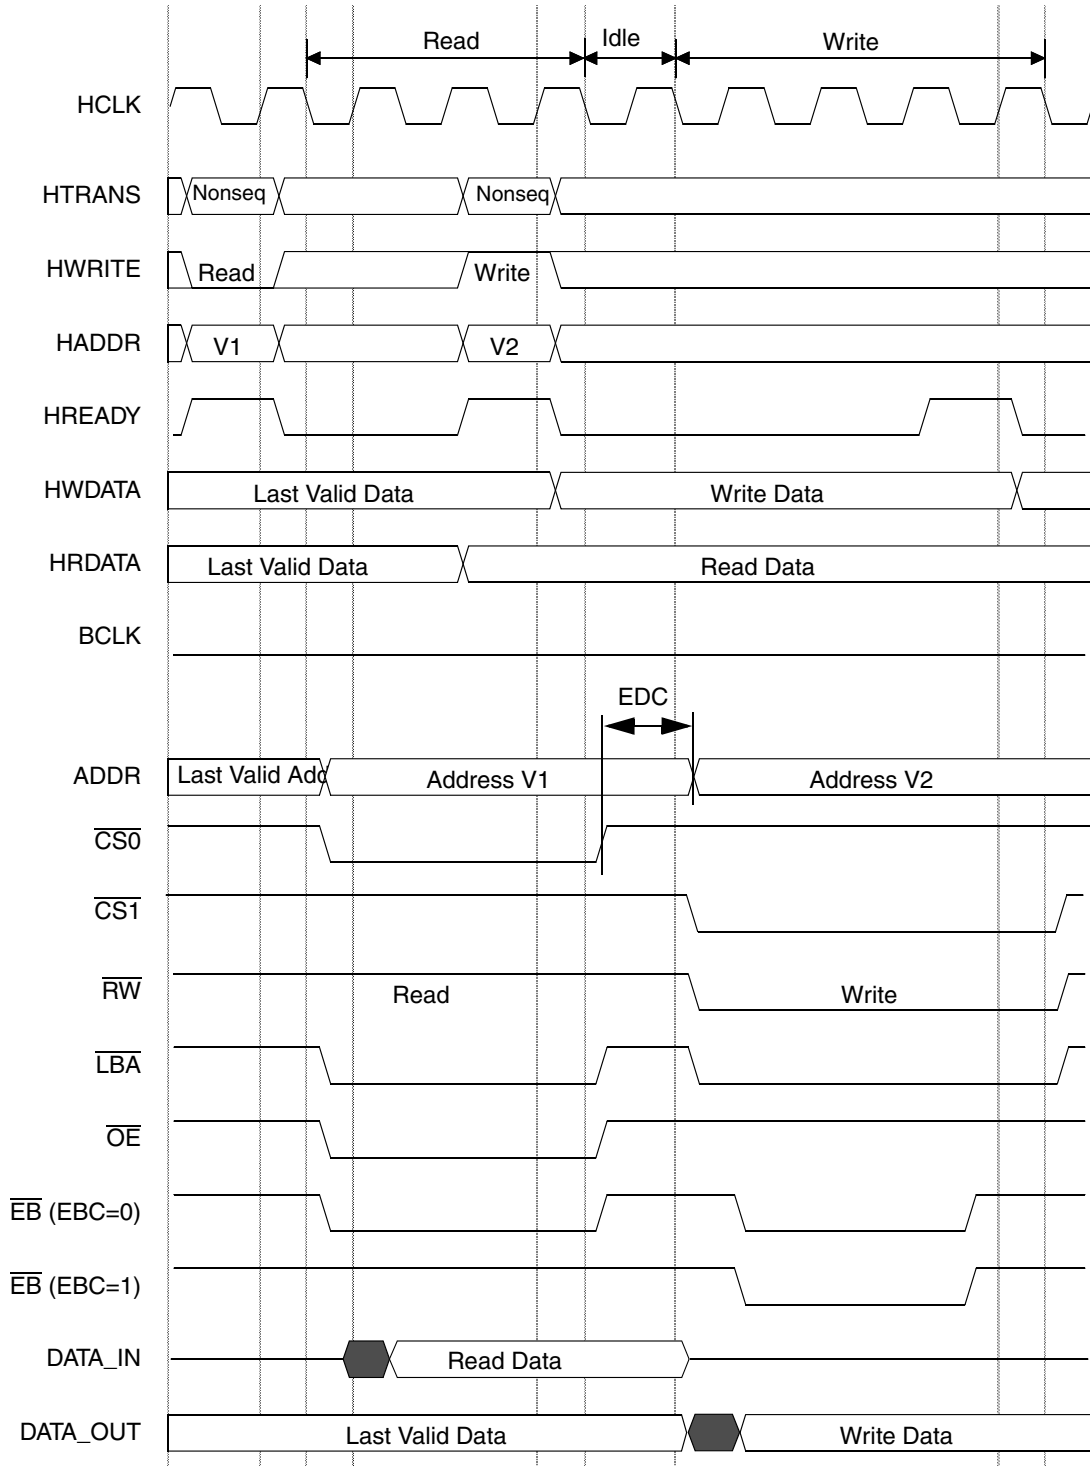 Read Idle Write
HCLK
HTRANS Nonseq Nonseq
HWRITE Read Write
HADDR V1 V2
HREADY
HWDATA Last Valid Data Write Data
HRDATA Last Valid Data Read Data
BCLK
EDC
ADDR Last Valid Add Address V1 Address V2
CS0
CS1
RW Read Write
LBA
OE
EB (EBC=0)
EB (EBC=1)
DATA_IN Read Data
DATA_OUT Last Valid Data Write Data